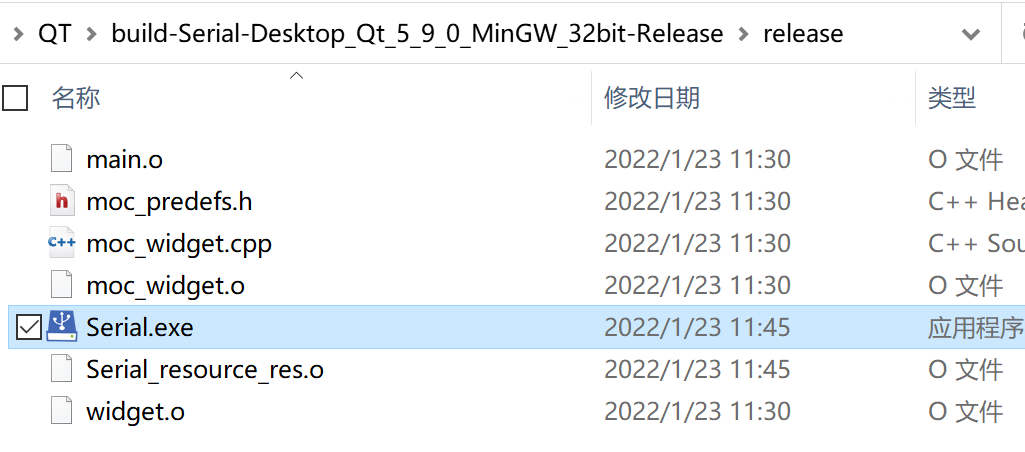 QT build-Serial-Desktop_Qt_5_9_0_MinGW_32bit-Release release
名称 修改日期 类型
main.o 2022/1/23 11:30 O 文件
moc_predefs.h 2022/1/23 11:30 C++ Hea
moc_widget.cpp 2022/1/23 11:30 C++ Sou
moc_widget.o 2022/1/23 11:30 O 文件
Serial.exe 2022/1/23 11:45 应用程序
Serial_resource_res.o 2022/1/23 11:45 O 文件
widget.o 2022/1/23 11:30 O 文件